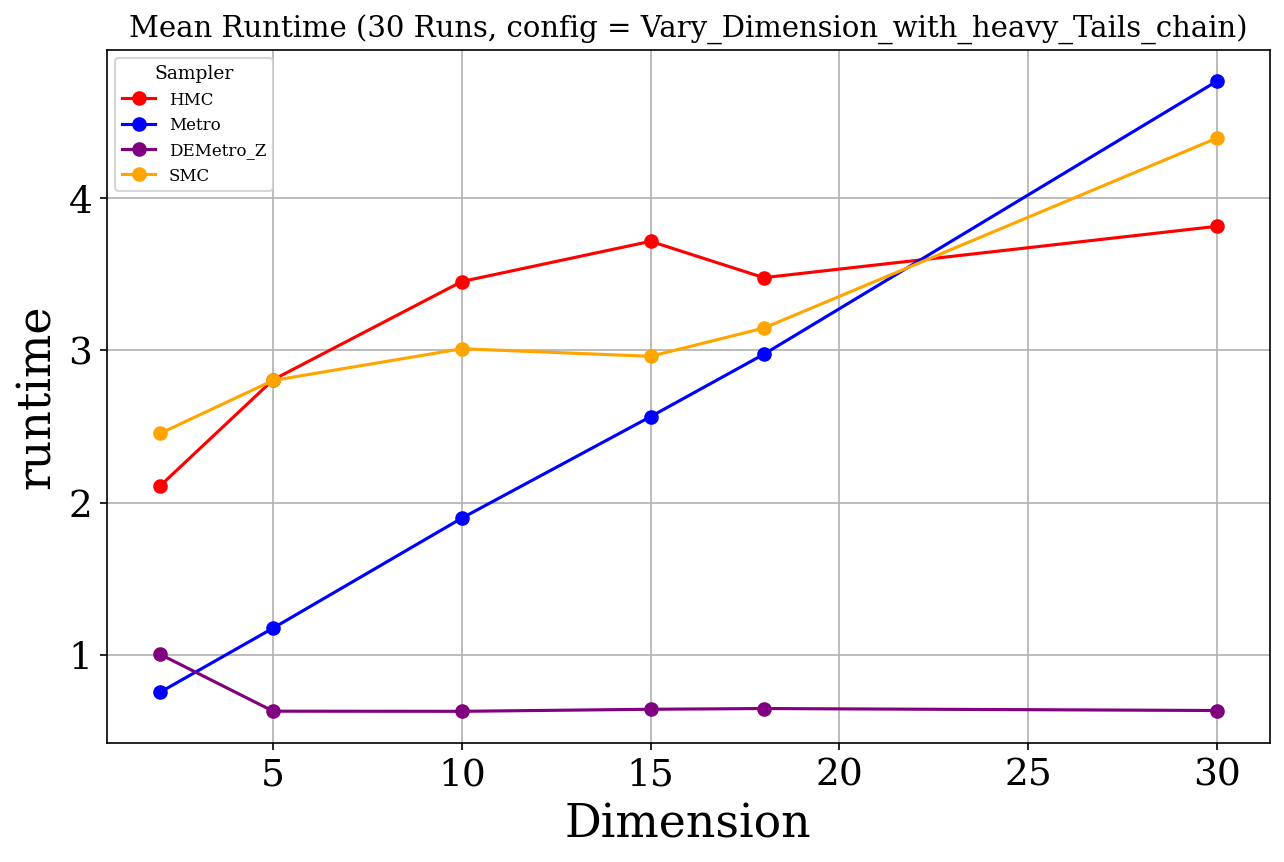 Mean Runtime (30 Runs, config = Vary_Dimension_with_heavy_Tails_chain)
Sampler
HMC
Metro
DEMetro_Z
SMC
4
3
2
1
runtime
5 10 15 20 25 30
Dimension